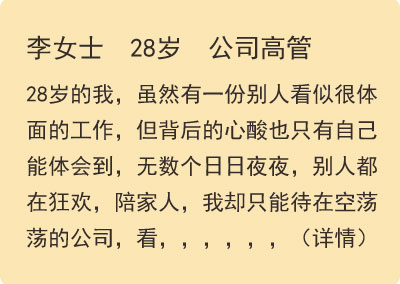 李女士 28岁 公司高管
28岁的我，虽然有一份别人看似很体
面的工作，但背后的心酸也只有自己
能体会到，无数个日日夜夜，别人都
在狂欢，陪家人，我却只能待在空荡
荡的公司，看，，，，，，（详情）